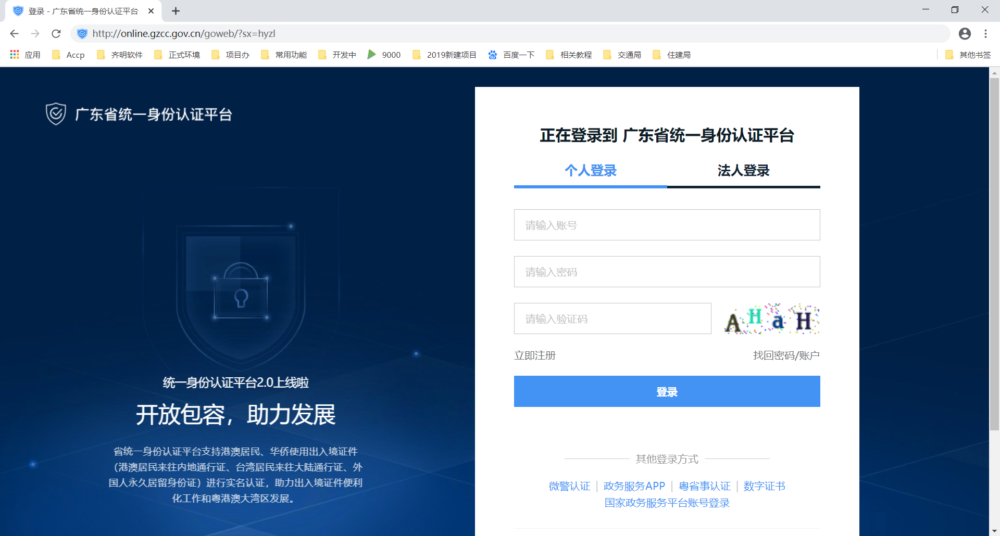 登录 - 广东省统一身份认证平台
http://online.gzcc.gov.cn/goweb/?sx=hyzl
应用 Accp 齐明软件 正式环境 项目办 常用功能 开发中 9000 2019新建项目 百度一下 相关教程 交通局 住建局 其他书签
广东省统一身份认证平台
统一身份认证平台2.0上线啦
开放包容，助力发展
省统一身份认证平台支持港澳居民、华侨使用出入境证件
（港澳居民来往内地通行证、台湾居民来往大陆通行证、外
国人永久居留身份证）进行实名认证，助力出入境证件便利
化工作和粤港澳大湾区发展。
正在登录到 广东省统一身份认证平台
个人登录 法人登录
请输入账号
请输入密码
请输入验证码 AHaH
立即注册 找回密码/账户
登录
其他登录方式
微警认证 | 政务服务APP | 粤省事认证 | 数字证书
国家政务服务平台账号登录